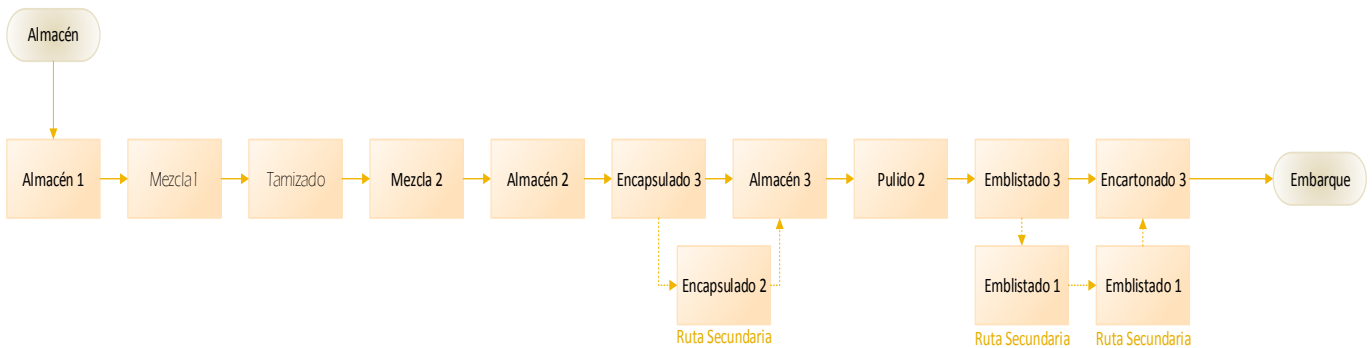 Almacén
Almacén 1
Mezcla1
Tamizado
Mezcla 2
Almacén 2
Encapsulado 3
Almacén 3
Pulido 2
Emblistado 3
Encartonado 3
Embarque
Encapsulado 2
Emblistado 1
Emblistado 1
Ruta Secundaria
Ruta Secundaria
Ruta Secundaria